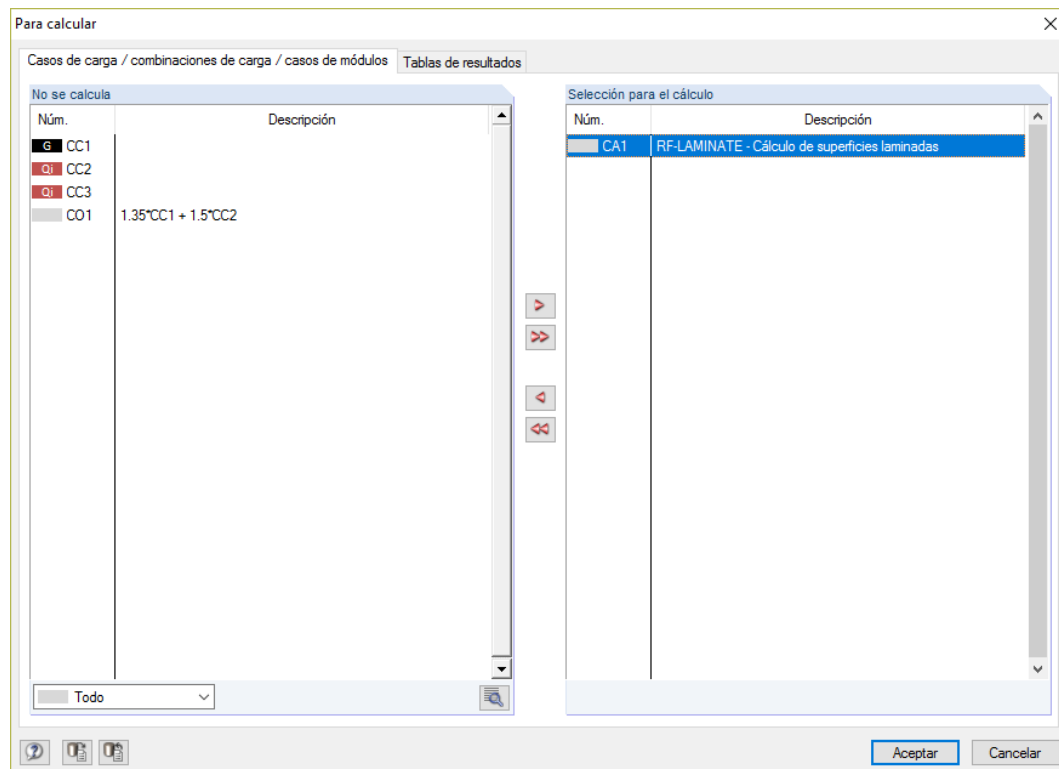 Para calcular
Casos de carga / combinaciones de carga / casos de módulos
Tablas de resultados
No se calcula
Núm. Descripción
G CC1
Qi CC2
Qi CC3
CO1 1.35*CC1 + 1.5*CC2
Todo
Selección para el cálculo
Núm. Descripción
CA1 RF-LAMINATE - Cálculo de superficies laminadas
Aceptar
Cancelar